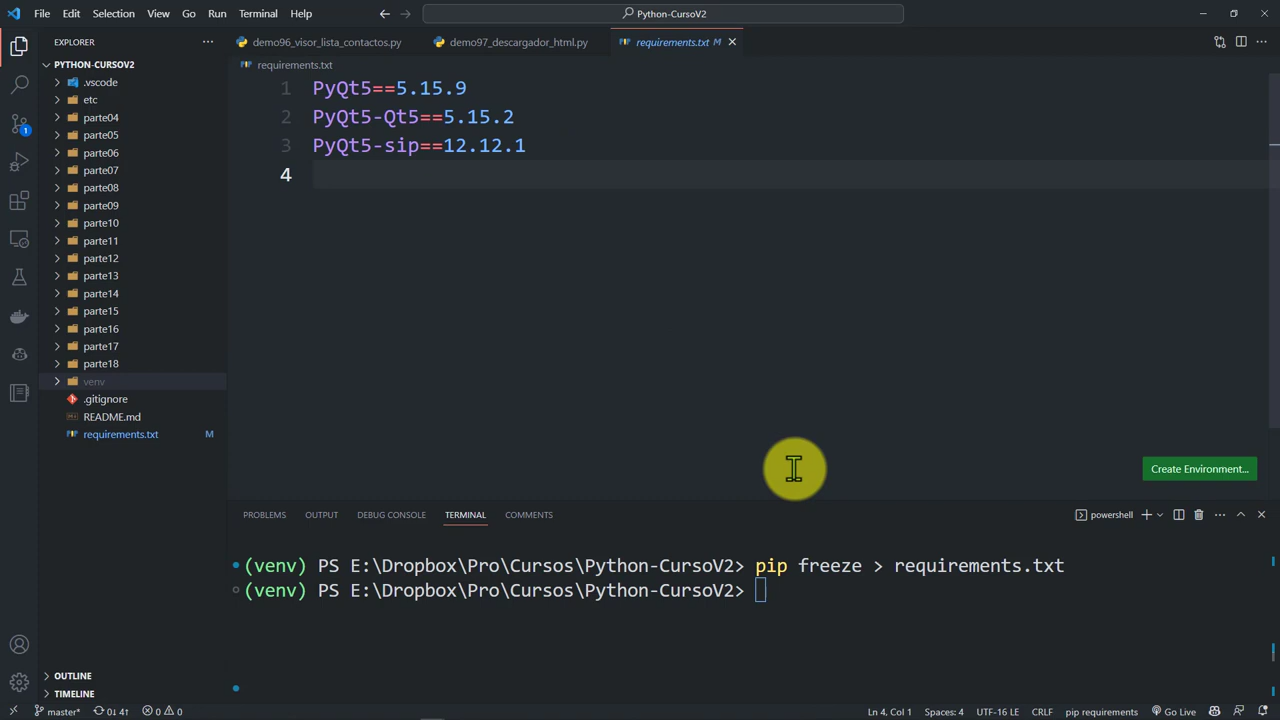 File Edit Selection View Go Run Terminal Help
Python-CursoV2
EXPLORER
demo96_visor_lista_contactos.py
demo97_descargador_html.py
requirements.txt M
PYTHON-CURSOV2
requirements.txt
.vscode
etc
parte04
parte05
parte06
parte07
parte08
parte09
parte10
parte11
parte12
parte13
parte14
parte15
parte16
parte17
parte18
venv
.gitignore
README.md
requirements.txt M
1 PyQt5==5.15.9
2 PyQt5-Qt5==5.15.2
3 PyQt5-sip==12.12.1
4
Create Environment...
PROBLEMS OUTPUT DEBUG CONSOLE TERMINAL COMMENTS
powershell
(venv) PS E:\Dropbox\Pro\Cursos\Python-CursoV2> pip freeze > requirements.txt
(venv) PS E:\Dropbox\Pro\Cursos\Python-CursoV2>
OUTLINE
TIMELINE
1
master* 0↓ 4↑ 0 0
Ln 4, Col 1 Spaces: 4 UTF-16 LE CRLF pip requirements Go Live